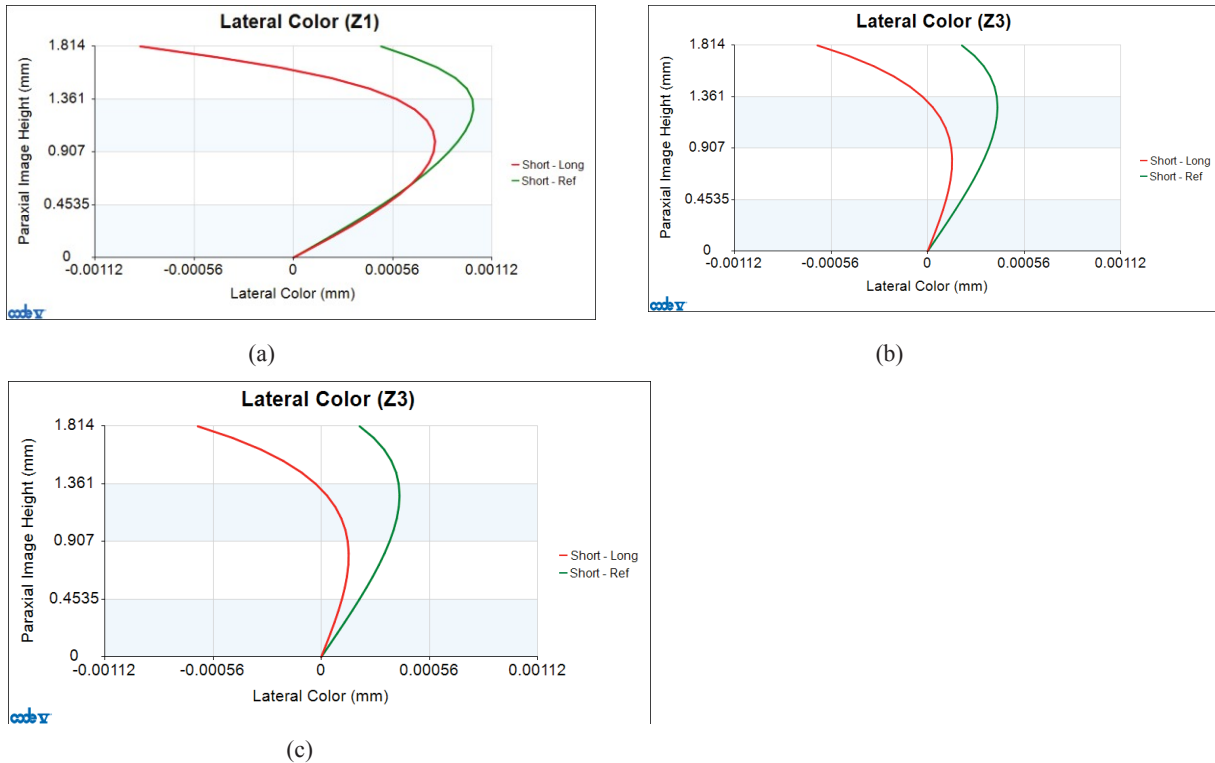 Lateral Color (Z1)
Paraxial Image Height (mm)
1.814
1.361
0.907
0.4535
0
-0.00112 -0.00056 0 0.00056 0.00112
Lateral Color (mm)
Short - Long
Short - Ref
code V
(a)
Lateral Color (Z3)
Paraxial Image Height (mm)
1.814
1.361
0.907
0.4535
0
-0.00112 -0.00056 0 0.00056 0.00112
Lateral Color (mm)
Short - Long
Short - Ref
code V
(b)
Lateral Color (Z3)
Paraxial Image Height (mm)
1.814
1.361
0.907
0.4535
0
-0.00112 -0.00056 0 0.00056 0.00112
Lateral Color (mm)
Short - Long
Short - Ref
code V
(c)